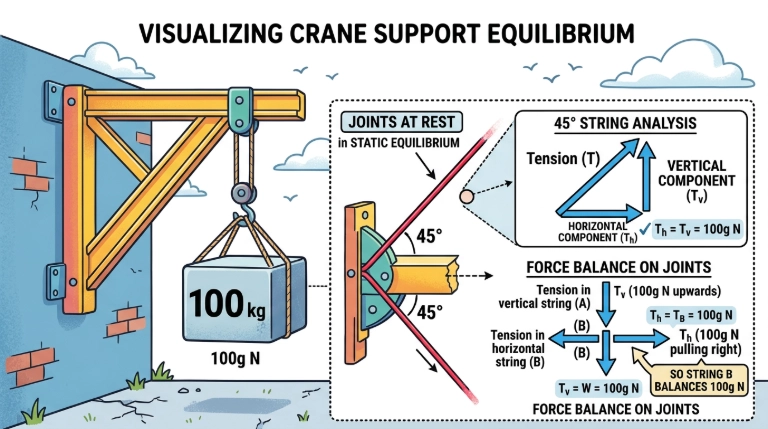 VISUALIZING CRANE SUPPORT EQUILIBRIUM
100 kg
100g N
JOINTS AT REST
in STATIC EQUILIBRIUM
45°
45°
45° STRING ANALYSIS
Tension (T)
VERTICAL
COMPONENT
(Tv)
HORIZONTAL
COMPONENT (Th)
✓ Th = Tv = 100g N
FORCE BALANCE ON JOINTS
Tension in
vertical string (A)
Tv (100g N upwards)
Th = TB = 100g N
Tension in
horizontal
string (B)
(B)
(B)
Th (100g N
pulling right)
SO STRING B
BALANCES 100g N
Tv = W = 100g N
FORCE BALANCE ON JOINTS